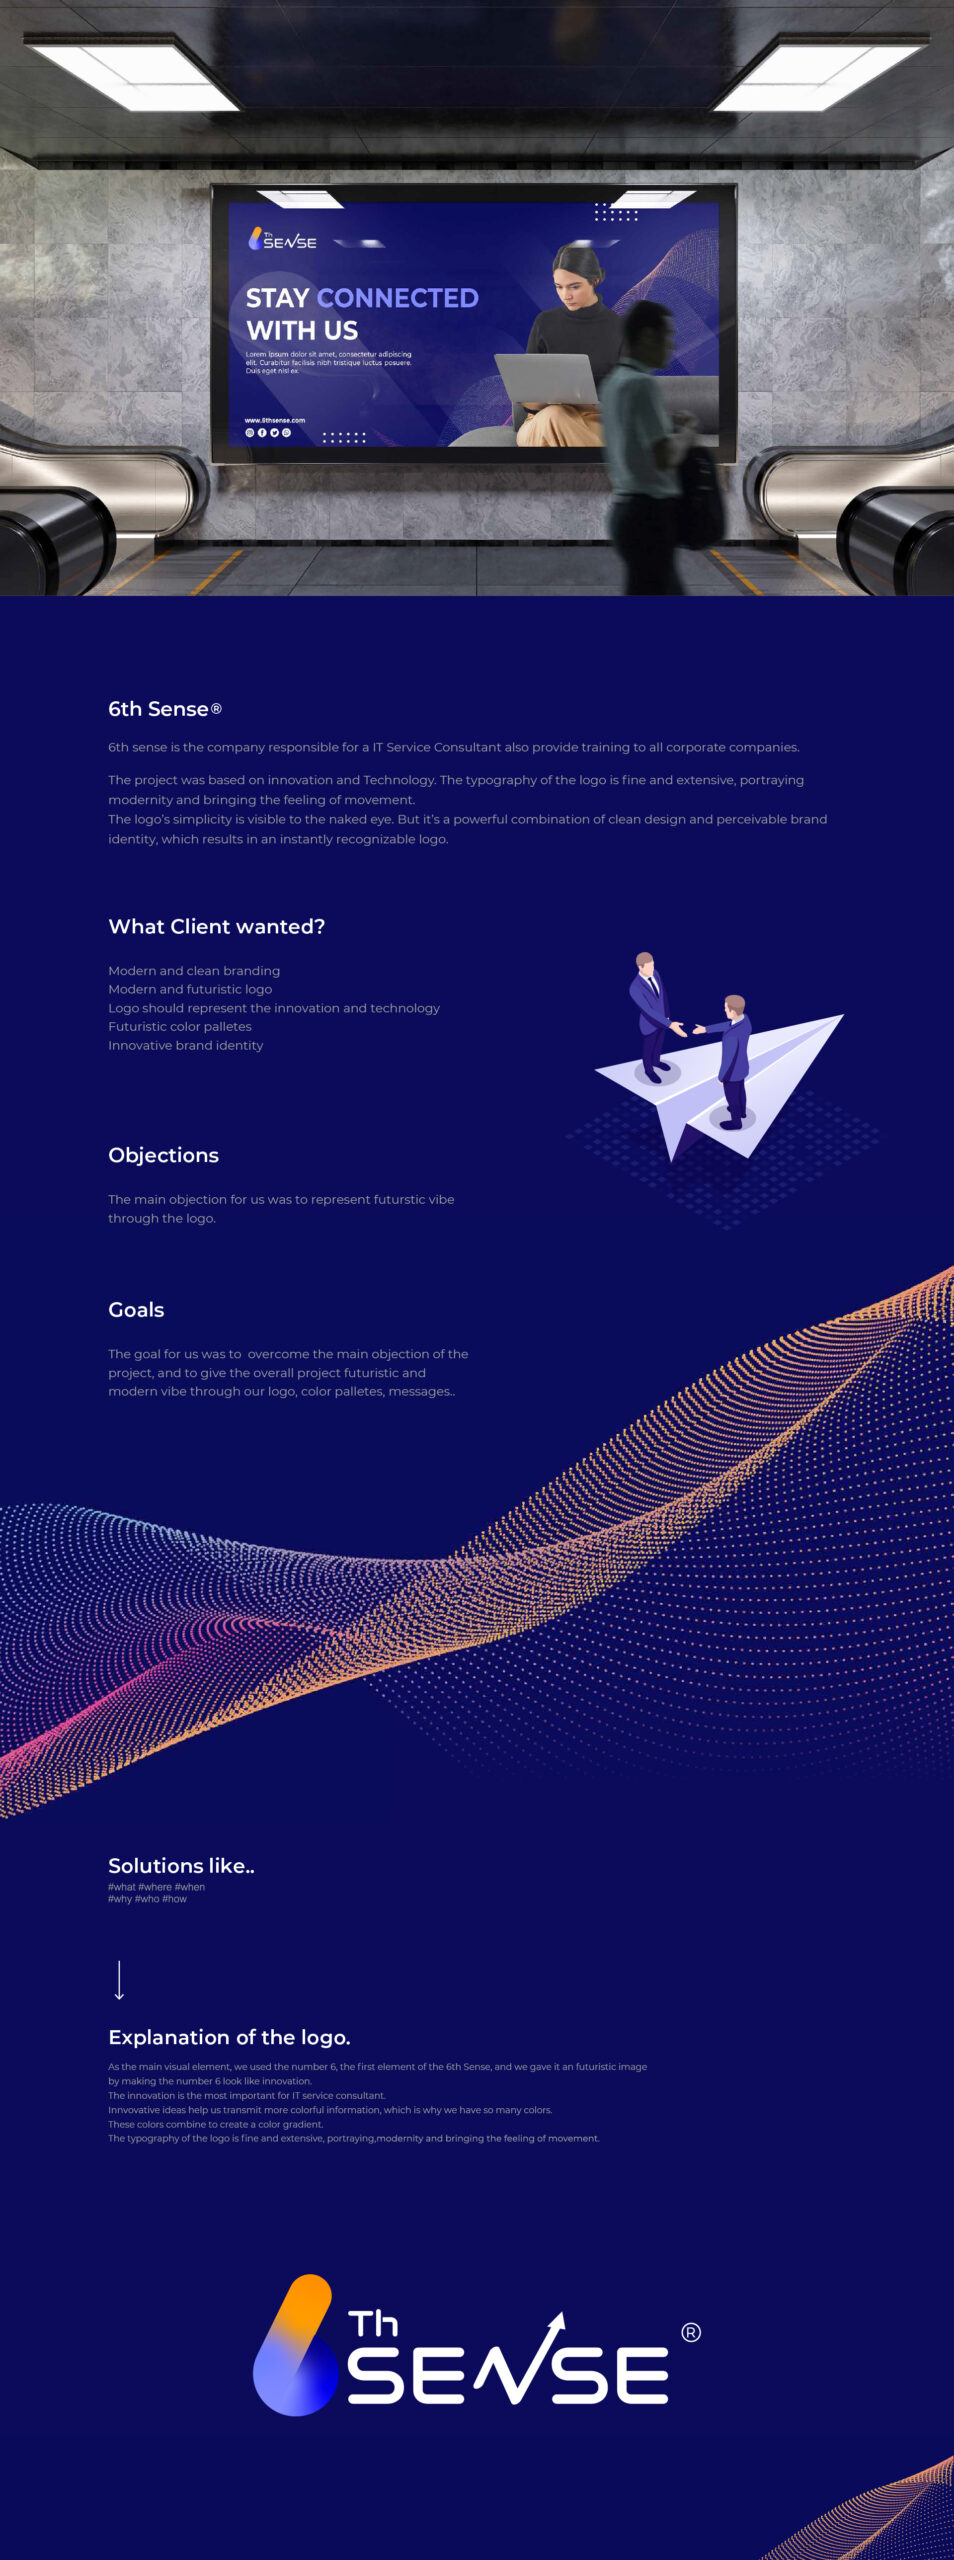 6Th
SENSE
STAY CONNECTED
WITH US
Lorem ipsum dolor sit amet, consectetur adipiscing
elit. Curabitur facilisis nibh tristique luctus posuere.
Duis eget nisl ex.
www.6thsense.com
6th Sense®
6th sense is the company responsible for a IT Service Consultant also provide training to all corporate companies.
The project was based on innovation and Technology. The typography of the logo is fine and extensive, portraying
modernity and bringing the feeling of movement.
The logo’s simplicity is visible to the naked eye. But it’s a powerful combination of clean design and perceivable brand
identity, which results in an instantly recognizable logo.
What Client wanted?
Modern and clean branding
Modern and futuristic logo
Logo should represent the innovation and technology
Futuristic color palletes
Innovative brand identity
Objections
The main objection for us was to represent futurstic vibe
through the logo.
Goals
The goal for us was to  overcome the main objection of the
project, and to give the overall project futuristic and
modern vibe through our logo, color palletes, messages..
Solutions like..
#what #where #when
#why #who #how
Explanation of the logo.
As the main visual element, we used the number 6, the first element of the 6th Sense, and we gave it an futuristic image
by making the number 6 look like innovation.
The innovation is the most important for IT service consultant.
Innvovative ideas help us transmit more colorful information, which is why we have so many colors.
These colors combine to create a color gradient.
The typography of the logo is fine and extensive, portraying,modernity and bringing the feeling of movement.
6Th
SENSE ®